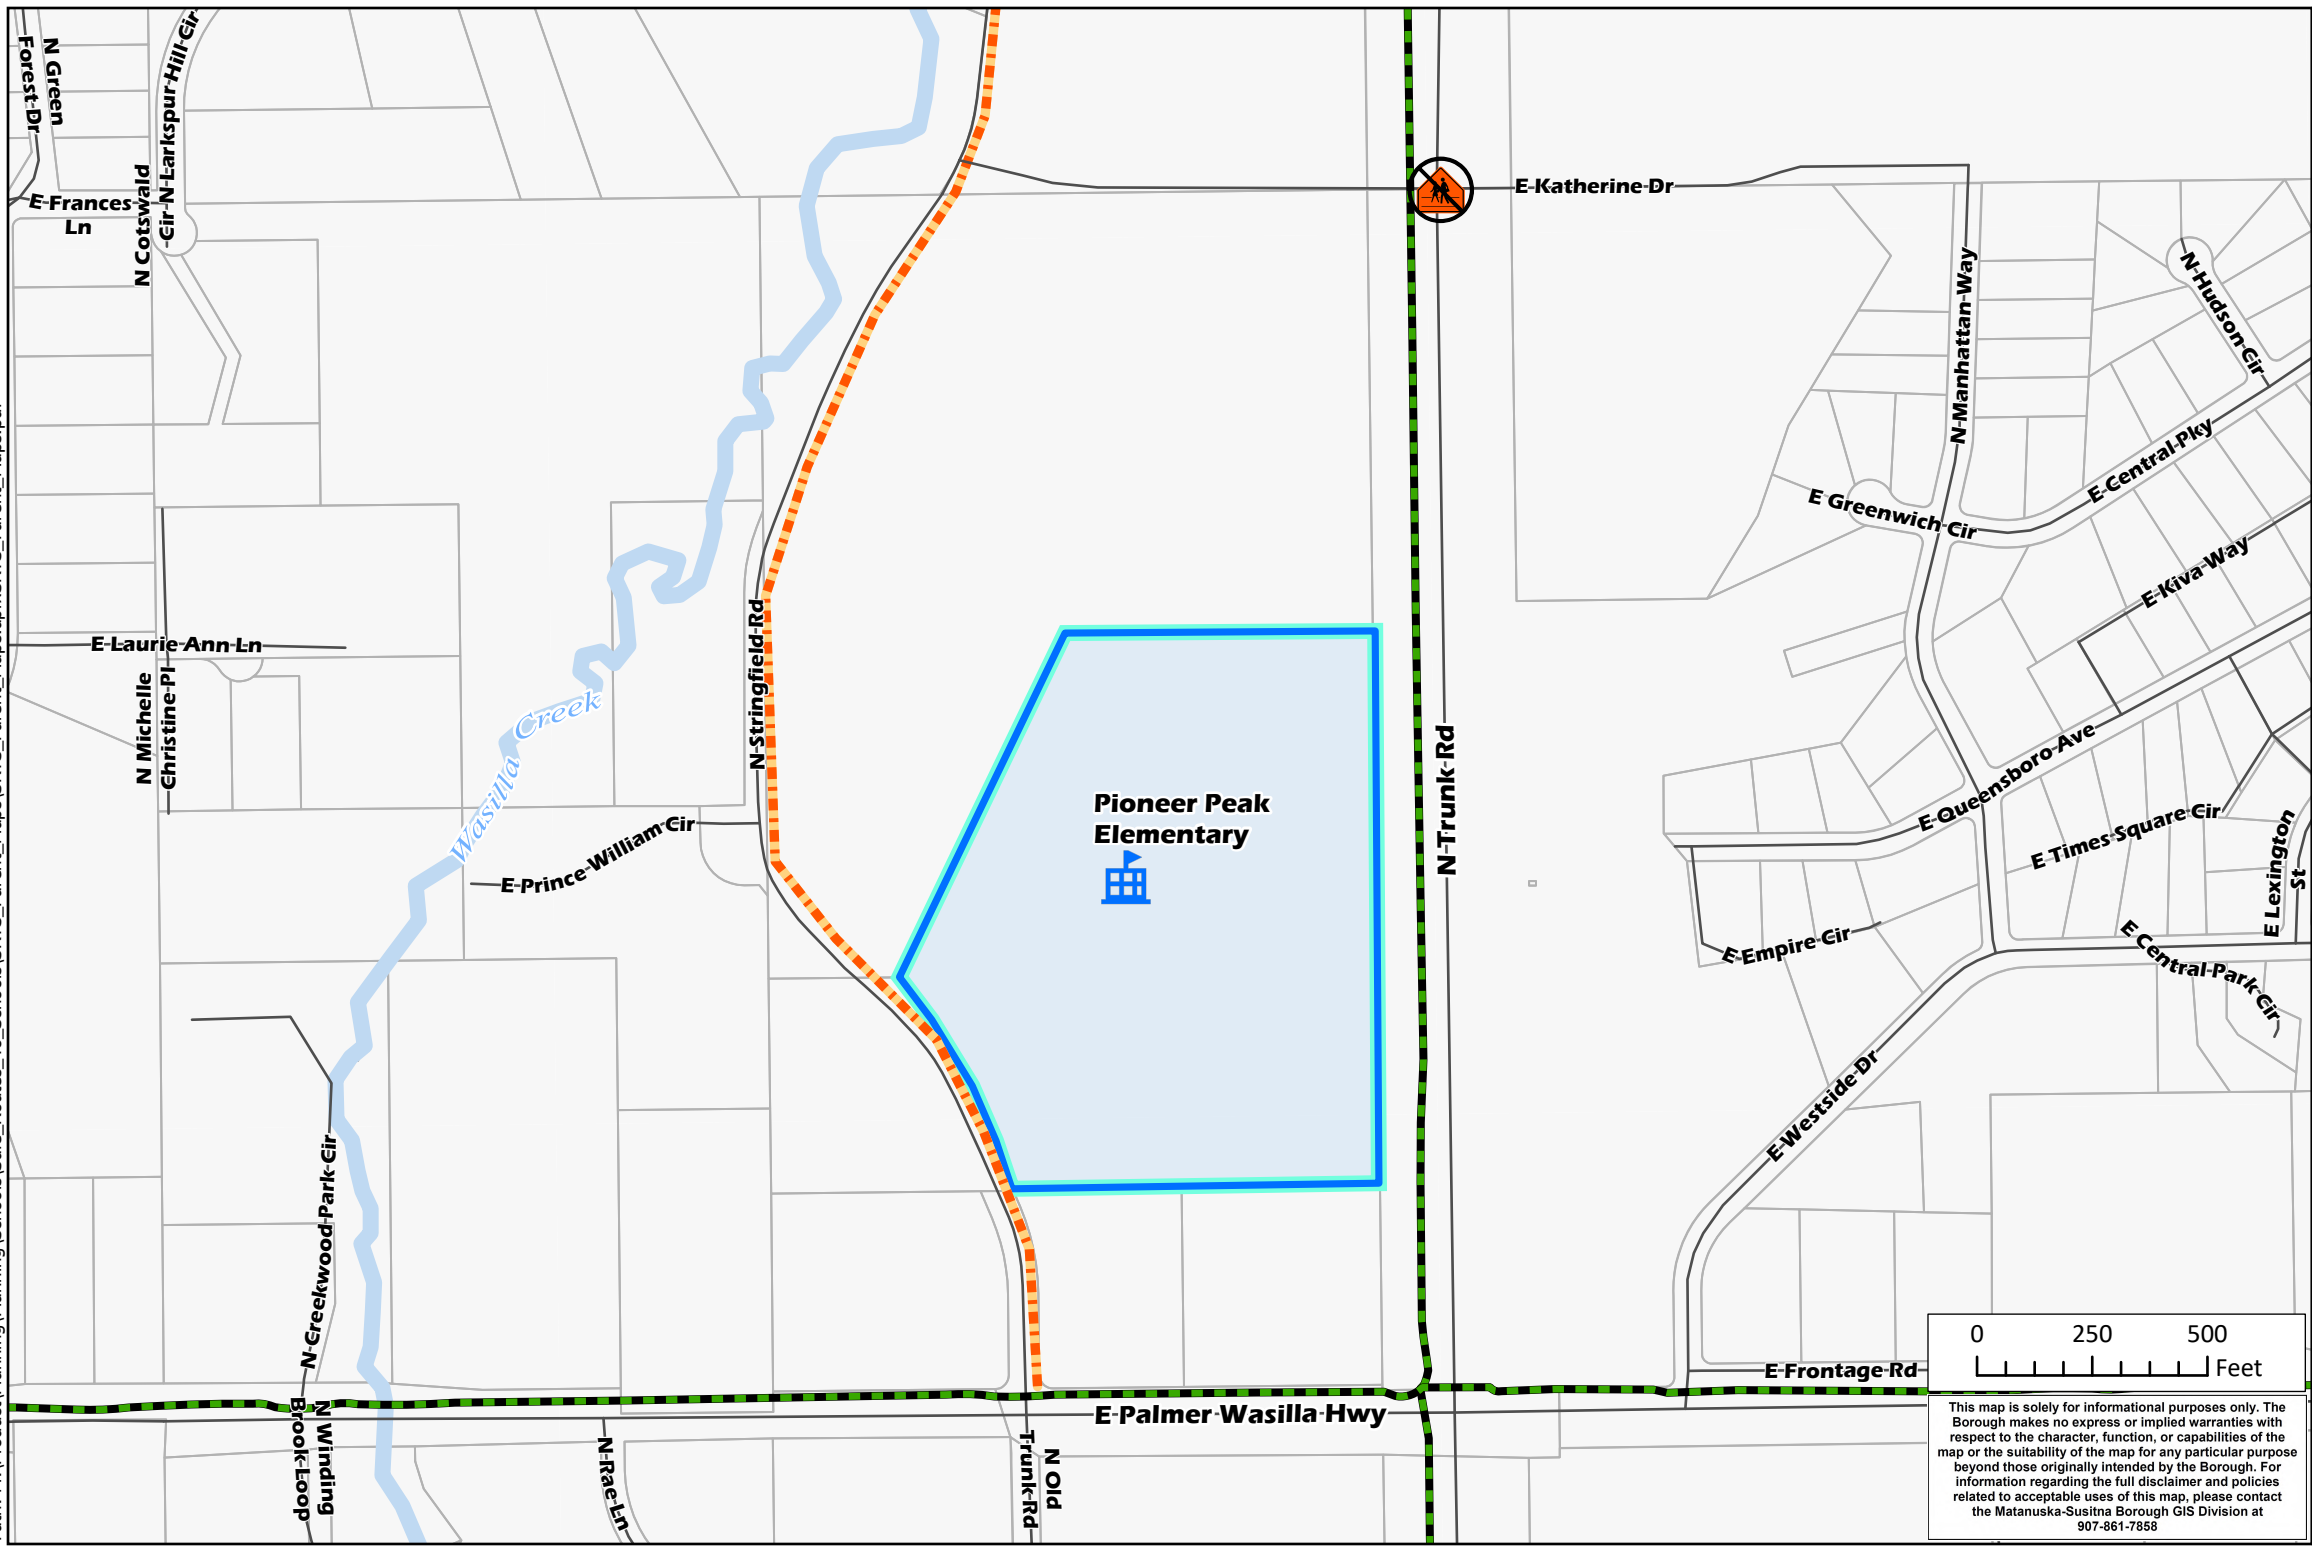 N Green
Forest Dr
N Larkspur Hill Cir
N Cotswald
Cir
E Frances
Ln
E Katherine Dr
N Manhattan Way
N Hudson Cir
E Central Pky
E Greenwich Cir
E Kiva Way
E Laurie Ann Ln
N Michelle
Christine Pl
Wasilla Creek
N Stringfield Rd
E Prince William Cir
Pioneer Peak
Elementary
N Trunk Rd
E Queensboro Ave
E Times Square Cir
E Lexington
St
E Empire Cir
E Central Park Cir
E Westside Dr
N Creekwood Park Cir
E Frontage Rd
E Palmer Wasilla Hwy
N Winding
Brook Loop
N Rae Ln
N Old
Trunk Rd
0 250 500
Feet
This map is solely for informational purposes only. The
Borough makes no express or implied warranties with
respect to the character, function, or capabilities of the
map or the suitability of the map for any particular purpose
beyond those originally intended by the Borough. For
information regarding the full disclaimer and policies
related to acceptable uses of this map, please contact
the Matanuska-Susitna Borough GIS Division at
907-861-7858